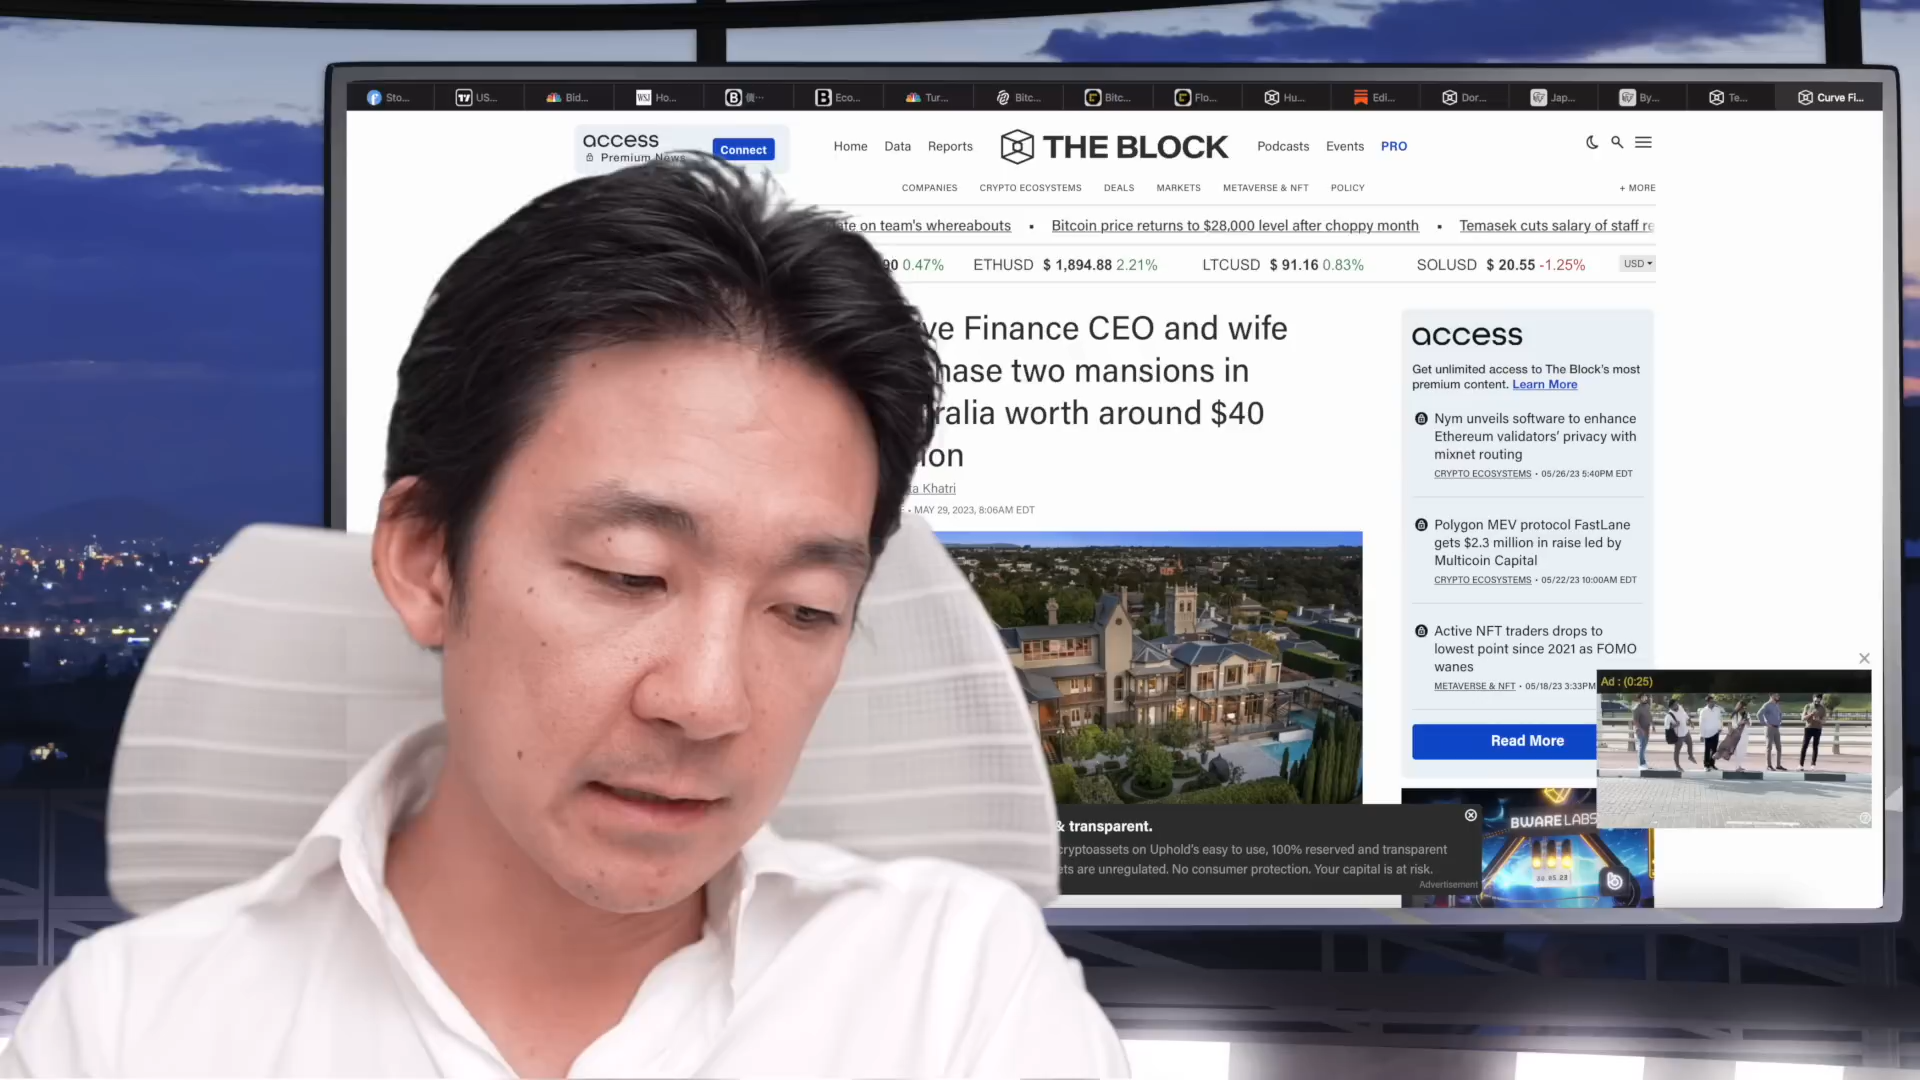 Sto...
US...
Bid...
WSJ Ho...
B 債...
B Eco...
Tur...
Bitc...
Bitc...
Flo...
Hu...
Edi...
Dor...
Jap...
By...
Te...
Curve Fi...
access
Premium News
Connect
Home Data Reports
THE BLOCK
Podcasts Events PRO
COMPANIES CRYPTO ECOSYSTEMS DEALS MARKETS METAVERSE & NFT POLICY + MORE
te on team's whereabouts ▪ Bitcoin price returns to $28,000 level after choppy month ▪ Temasek cuts salary of staff re
90 0.47% ETHUSD $ 1,894.88 2.21% LTCUSD $ 91.16 0.83% SOLUSD $ 20.55 -1.25% USD
ve Finance CEO and wife
hase two mansions in
ralia worth around $40
ion
ta Khatri
• MAY 29, 2023, 8:06AM EDT
access
Get unlimited access to The Block's most
premium content. Learn More
Nym unveils software to enhance
Ethereum validators' privacy with
mixnet routing
CRYPTO ECOSYSTEMS • 05/26/23 5:40PM EDT
Polygon MEV protocol FastLane
gets $2.3 million in raise led by
Multicoin Capital
CRYPTO ECOSYSTEMS • 05/22/23 10:00AM EDT
Active NFT traders drops to
lowest point since 2021 as FOMO
wanes
METAVERSE & NFT • 05/18/23 3:33PM
Read More
Ad : (0:25)
& transparent.
cryptoassets on Uphold's easy to use, 100% reserved and transparent
ets are unregulated. No consumer protection. Your capital is at risk.
Advertisement
BWARE LABS